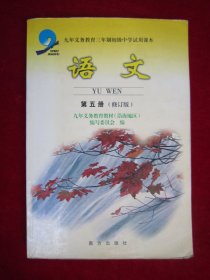 九年义务教育三年制初级中学试用课本
语文
YU WEN
第五册（修订版）
九年义务教育教材（沿海地区）
编写委员会 编
南方出版社